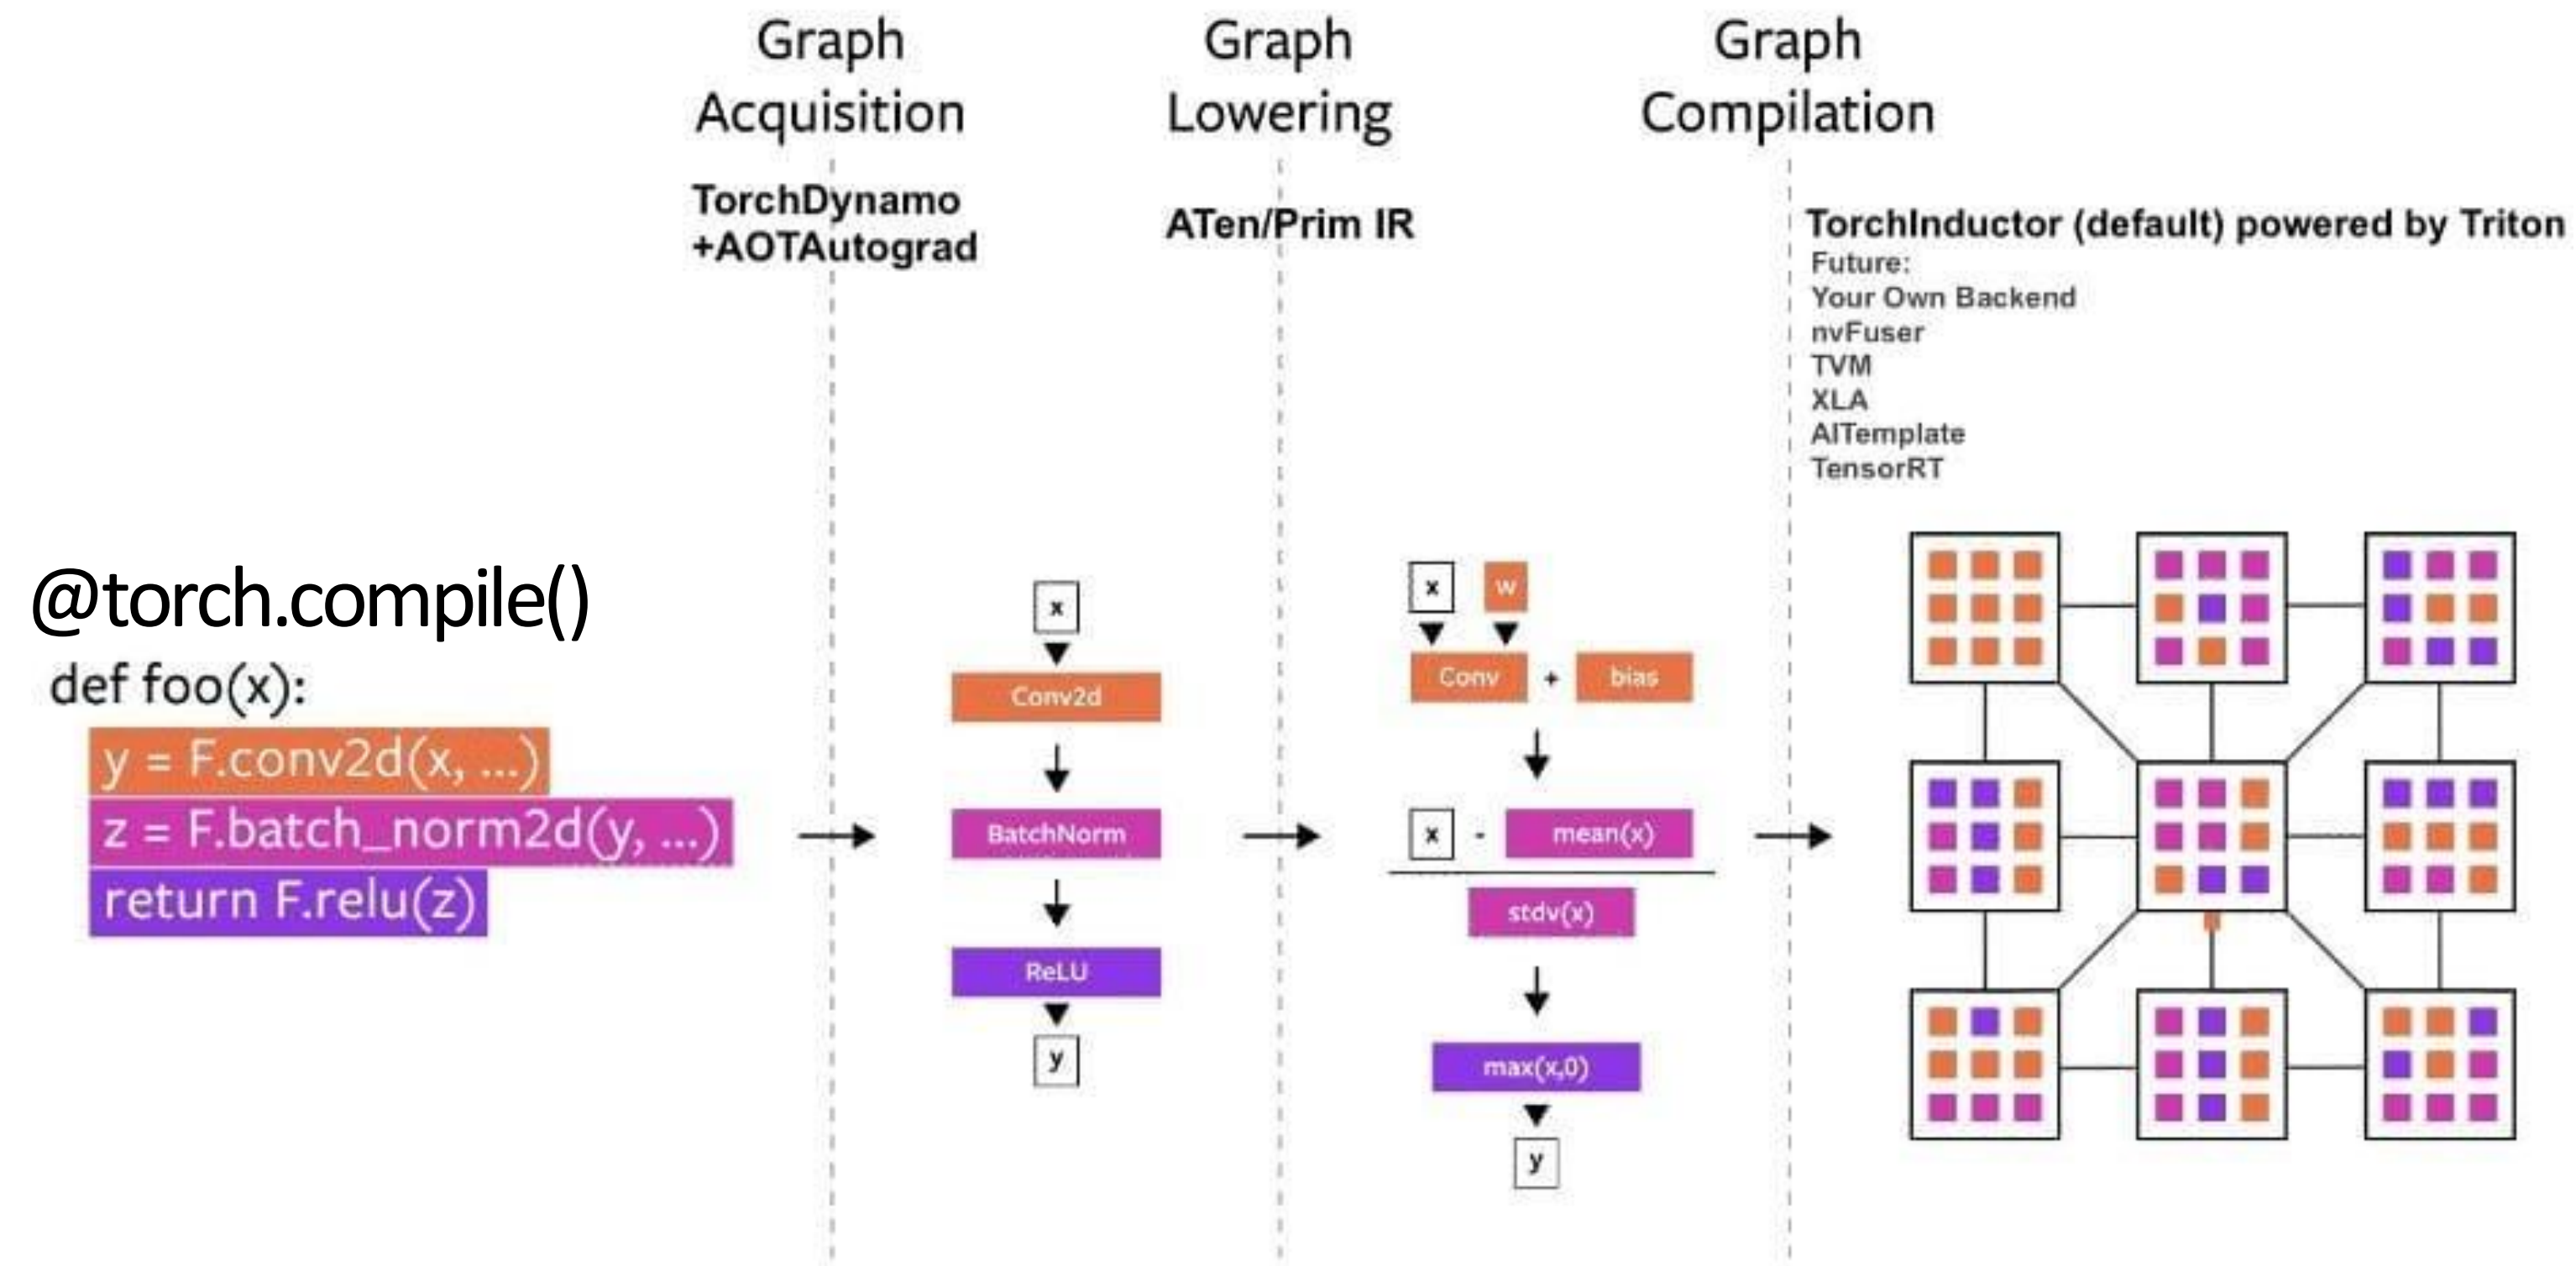 Graph
Acquisition
Graph
Lowering
Graph
Compilation
TorchDynamo
+AOTAutograd
ATen/Prim IR
TorchInductor (default) powered by Triton
Future:
Your Own Backend
nvFuser
TVM
XLA
AITemplate
TensorRT
@torch.compile()
def foo(x):
y = F.conv2d(x, ...)
z = F.batch_norm2d(y, ...)
return F.relu(z)
x
Conv2d
BatchNorm
ReLU
y
x w
Conv + bias
x - mean(x)
stdv(x)
max(x,0)
y